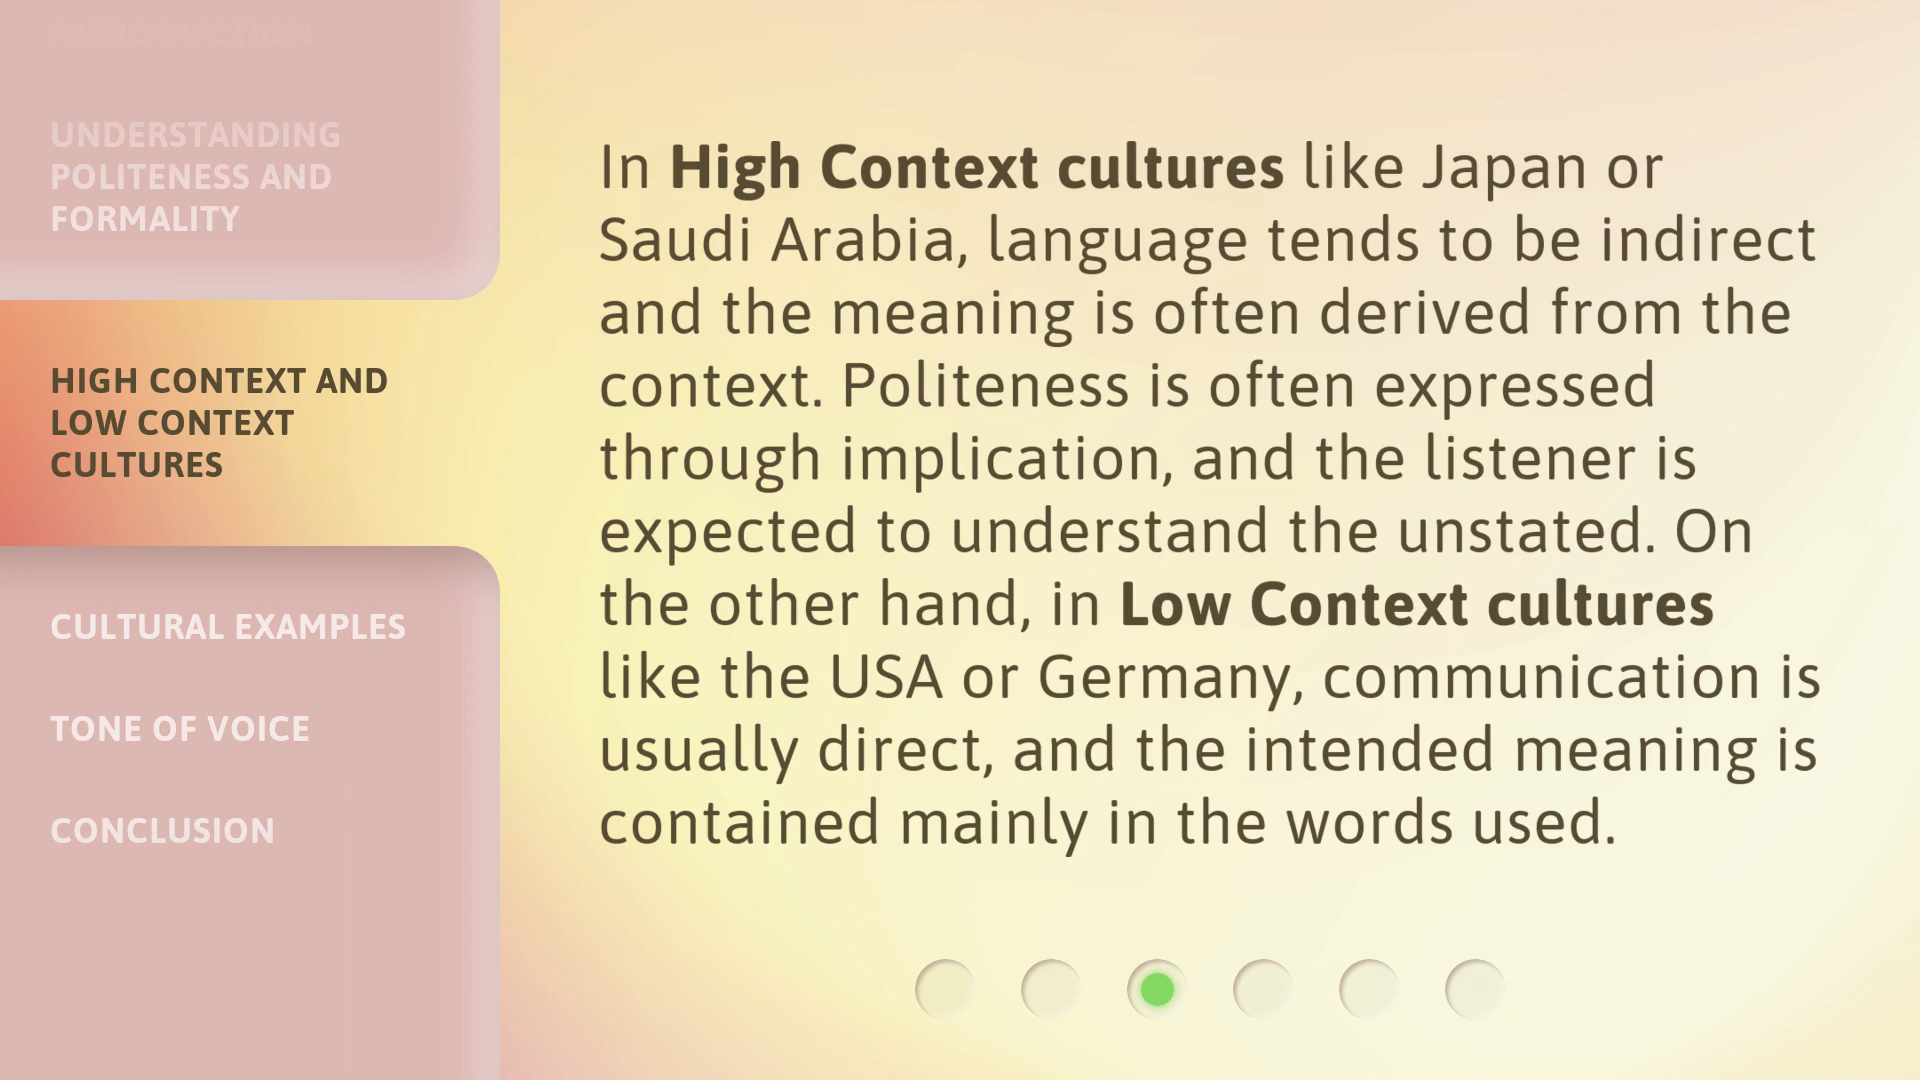 INTRODUCTION
UNDERSTANDING
POLITENESS AND
FORMALITY
HIGH CONTEXT AND
LOW CONTEXT
CULTURES
CULTURAL EXAMPLES
TONE OF VOICE
CONCLUSION
In High Context cultures like Japan or
Saudi Arabia, language tends to be indirect
and the meaning is often derived from the
context. Politeness is often expressed
through implication, and the listener is
expected to understand the unstated. On
the other hand, in Low Context cultures
like the USA or Germany, communication is
usually direct, and the intended meaning is
contained mainly in the words used.